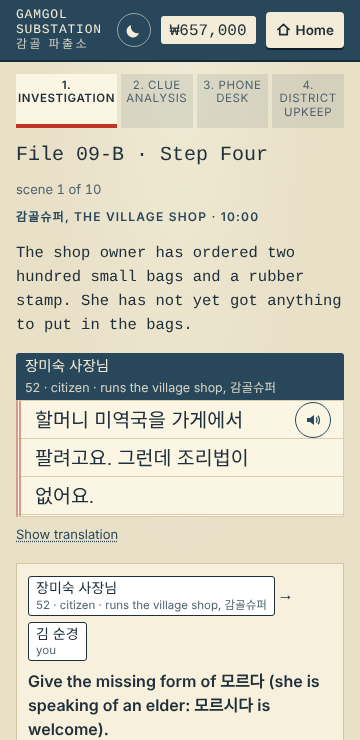 GAMGOL
SUBSTATION
감골 파출소
₩657,000
Home
1.
INVESTIGATION
2. CLUE
ANALYSIS
3. PHONE
DESK
4.
DISTRICT
UPKEEP
File 09-B · Step Four
scene 1 of 10
감골슈퍼, THE VILLAGE SHOP · 10:00
The shop owner has ordered two
hundred small bags and a rubber
stamp. She has not yet got anything
to put in the bags.
장미숙 사장님
52 · citizen · runs the village shop, 감골슈퍼
할머니 미역국을 가게에서
팔려고요. 그런데 조리법이
없어요.
Show translation
장미숙 사장님
52 · citizen · runs the village shop, 감골슈퍼
→
김 순경
you
Give the missing form of 모르다 (she is
speaking of an elder: 모르시다 is
welcome).